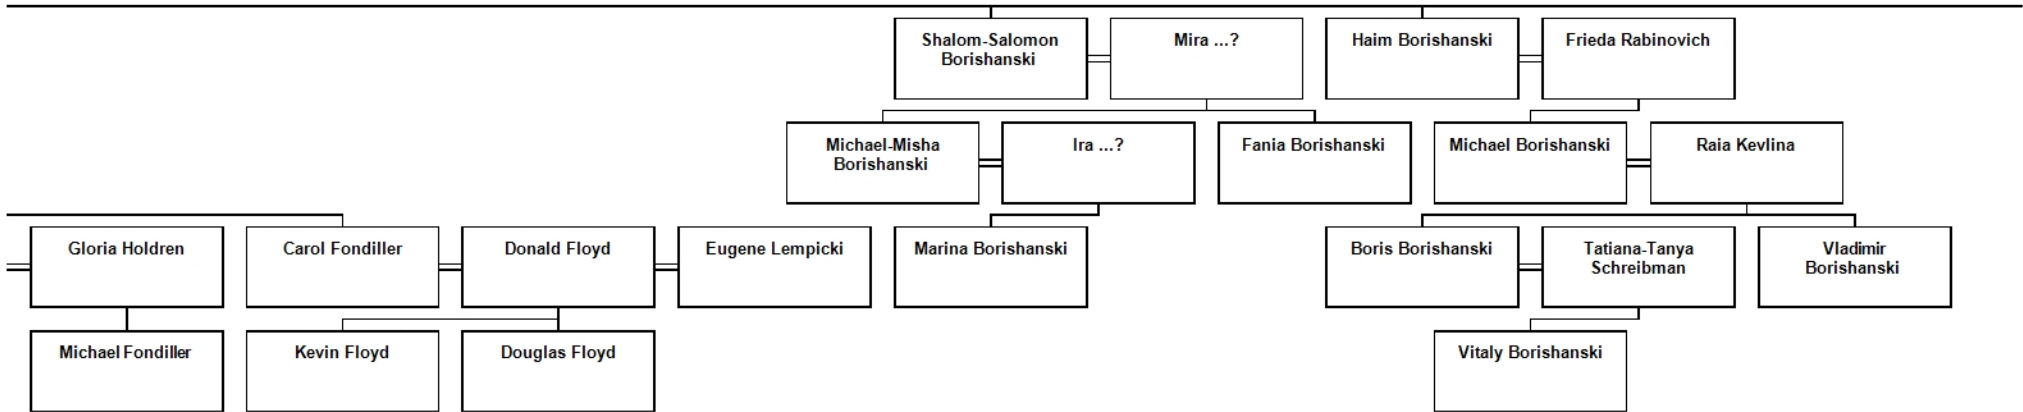 Shalom-Salomon
Borishanski
Mira ...?
Haim Borishanski
Frieda Rabinovich
Michael-Misha
Borishanski
Ira ...?
Fania Borishanski
Michael Borishanski
Raia Kevlina
Gloria Holdren
Carol Fondiller
Donald Floyd
Eugene Lempicki
Marina Borishanski
Boris Borishanski
Tatiana-Tanya
Schreibman
Vladimir
Borishanski
Michael Fondiller
Kevin Floyd
Douglas Floyd
Vitaly Borishanski